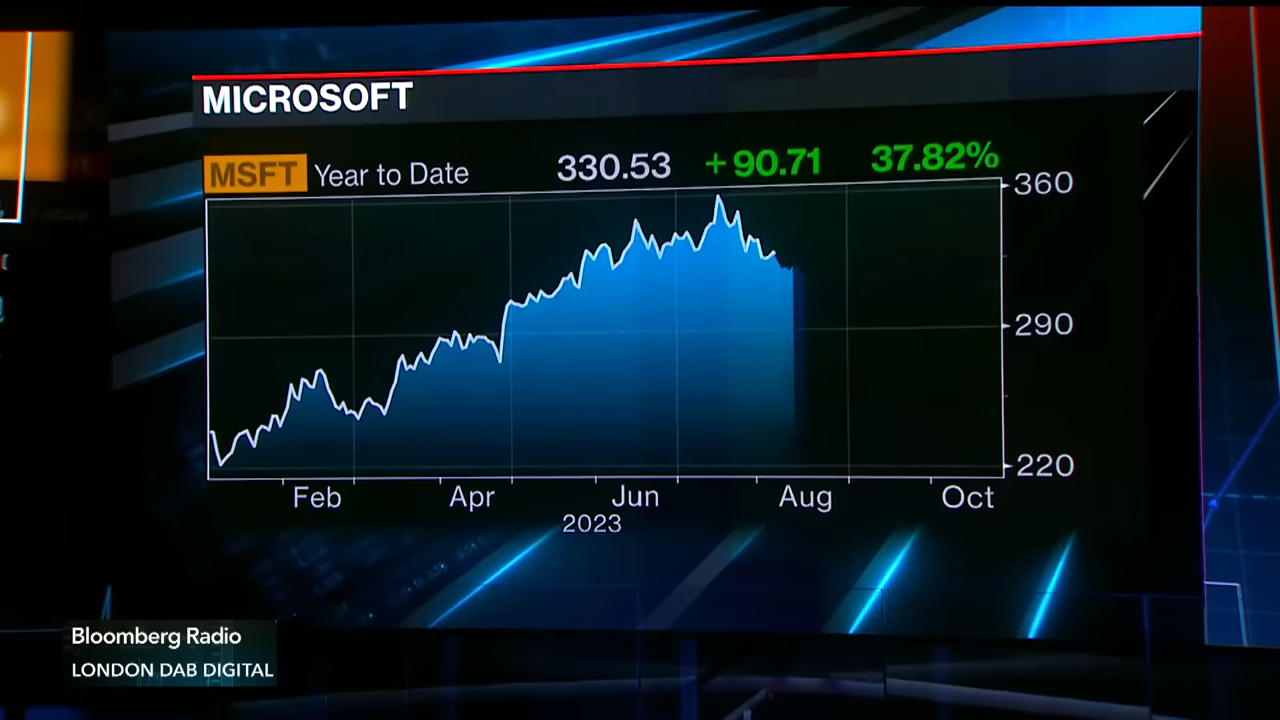 MICROSOFT
MSFT Year to Date 330.53 +90.71 37.82%
360
290
220
Feb Apr Jun Aug Oct
2023
Bloomberg Radio
LONDON DAB DIGITAL